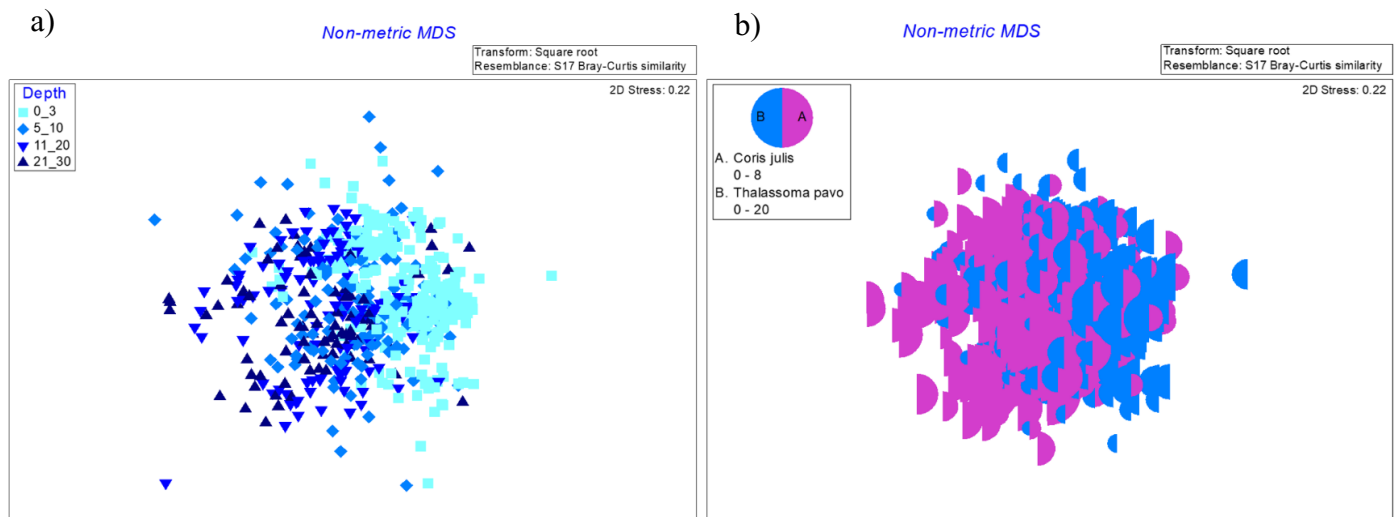 a)
Non-metric MDS
Transform: Square root
Resemblance: S17 Bray-Curtis similarity
2D Stress: 0.22
Depth
0_3
5_10
11_20
21_30
b)
Non-metric MDS
Transform: Square root
Resemblance: S17 Bray-Curtis similarity
2D Stress: 0.22
B A
A. Coris julis
0 - 8
B. Thalassoma pavo
0 - 20